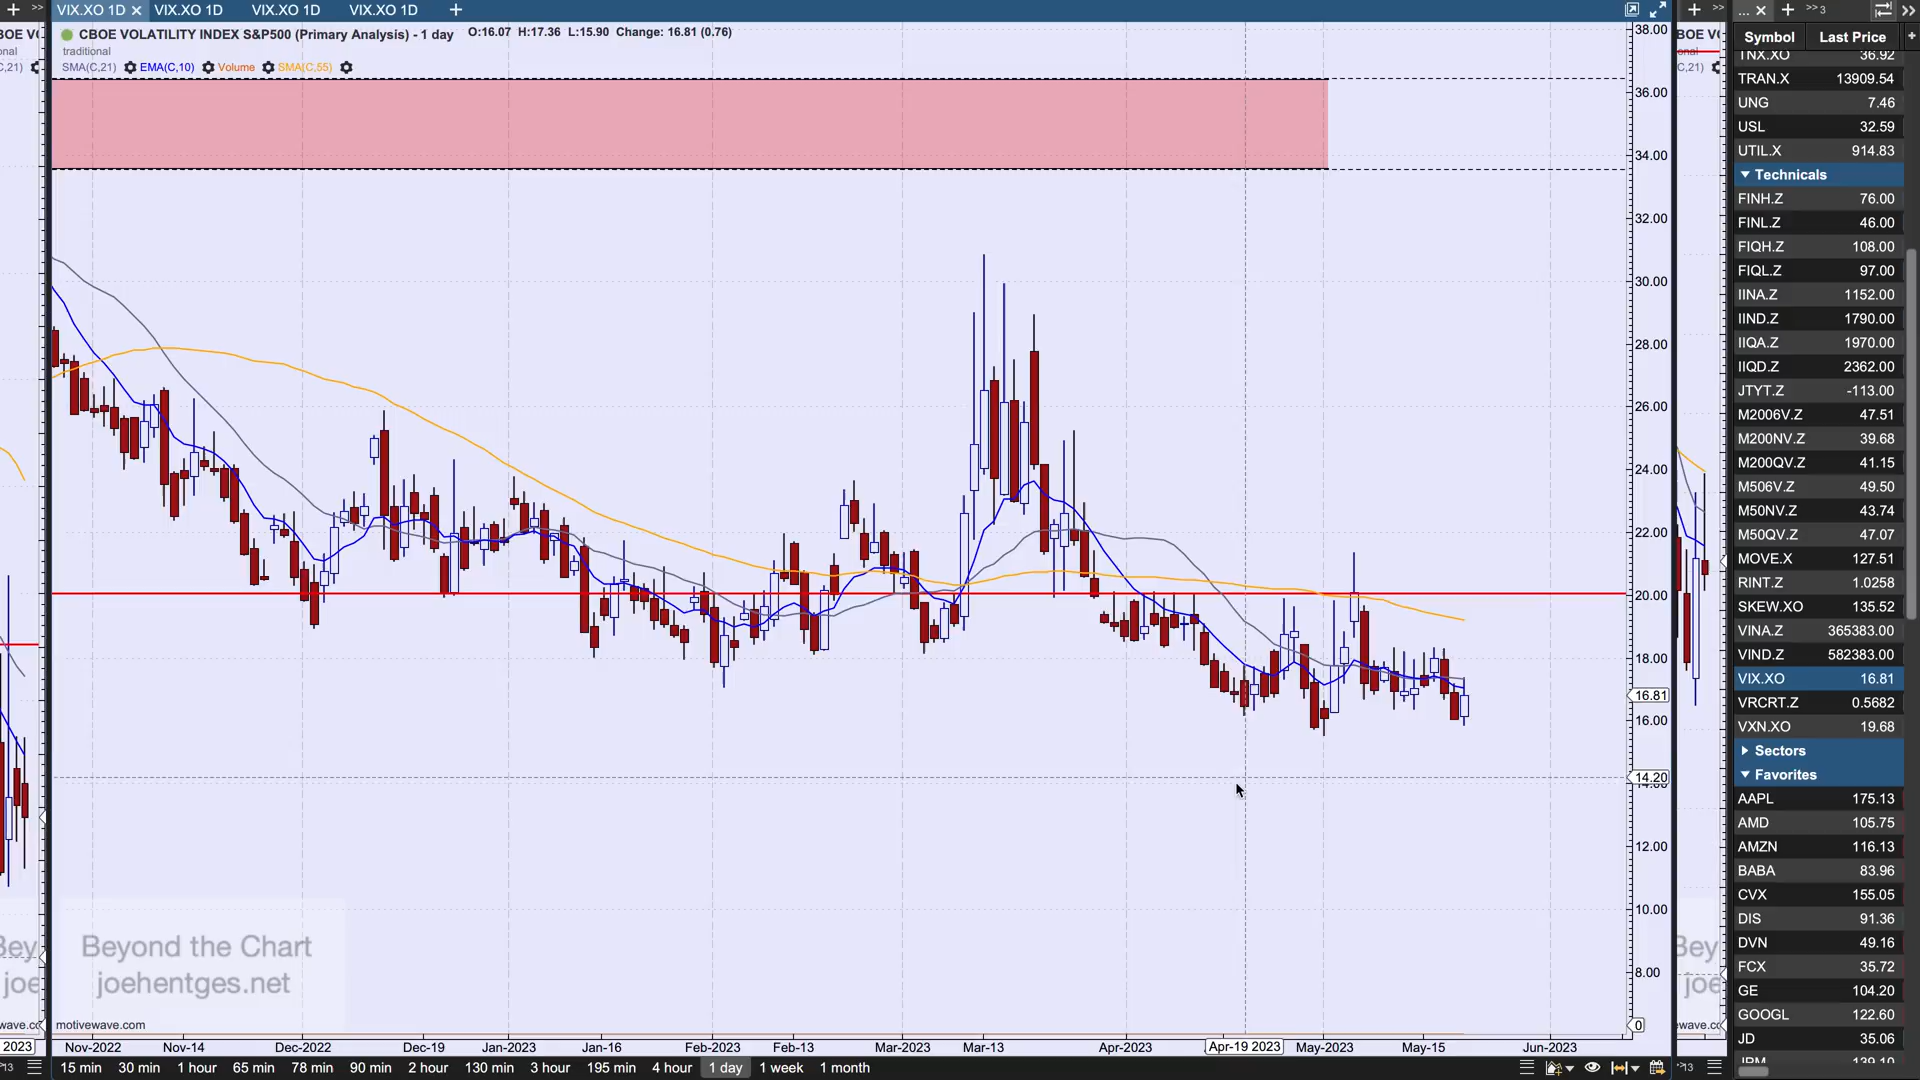 VIX.XO 1D
VIX.XO 1D
VIX.XO 1D
VIX.XO 1D
CBOE VOLATILITY INDEX S&P500 (Primary Analysis) - 1 day O:16.07 H:17.36 L:15.90 Change: 16.81 (0.76)
traditional
SMA(C,21) EMA(C,10) Volume SMA(C,55)
38.00
36.00
34.00
32.00
30.00
28.00
26.00
24.00
22.00
20.00
18.00
16.81
16.00
14.20
12.00
10.00
8.00
0
Beyond the Chart
joehentges.net
motivewave.com
2023
Nov-2022 Nov-14 Dec-2022 Dec-19 Jan-2023 Jan-16 Feb-2023 Feb-13 Mar-2023 Mar-13 Apr-2023 Apr-19 2023 May-2023 May-15 Jun-2023
15 min 30 min 1 hour 65 min 78 min 90 min 2 hour 130 min 3 hour 195 min 4 hour 1 day 1 week 1 month
Symbol Last Price
TNX.XO 36.92
TRAN.X 13909.54
UNG 7.46
USL 32.59
UTIL.X 914.83
Technicals
FINH.Z 76.00
FINL.Z 46.00
FIQH.Z 108.00
FIQL.Z 97.00
IINA.Z 1152.00
IIND.Z 1790.00
IIQA.Z 1970.00
IIQD.Z 2362.00
JTYT.Z -113.00
M2006V.Z 47.51
M200NV.Z 39.68
M200QV.Z 41.15
M506V.Z 49.50
M50NV.Z 43.74
M50QV.Z 47.07
MOVE.X 127.51
RINT.Z 1.0258
SKEW.XO 135.52
VINA.Z 365383.00
VIND.Z 582383.00
VIX.XO 16.81
VRCRT.Z 0.5682
VXN.XO 19.68
Sectors
Favorites
AAPL 175.13
AMD 105.75
AMZN 116.13
BABA 83.96
CVX 155.05
DIS 91.36
DVN 49.16
FCX 35.72
GE 104.20
GOOGL 122.60
JD 35.06
JPM 139.10